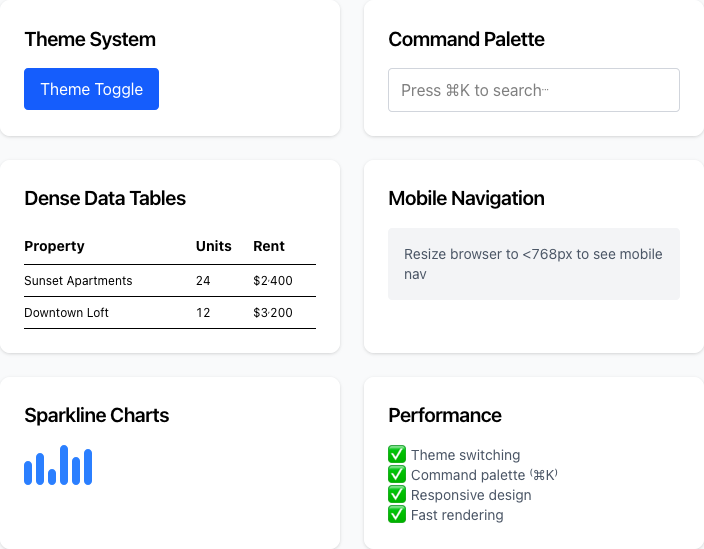 Theme System
Theme Toggle
Command Palette
Press ⌘K to search...
Dense Data Tables
Property Units Rent
Sunset Apartments 24 $2,400
Downtown Loft 12 $3,200
Mobile Navigation
Resize browser to <768px to see mobile
nav
Sparkline Charts
Performance
✅ Theme switching
✅ Command palette (⌘K)
✅ Responsive design
✅ Fast rendering